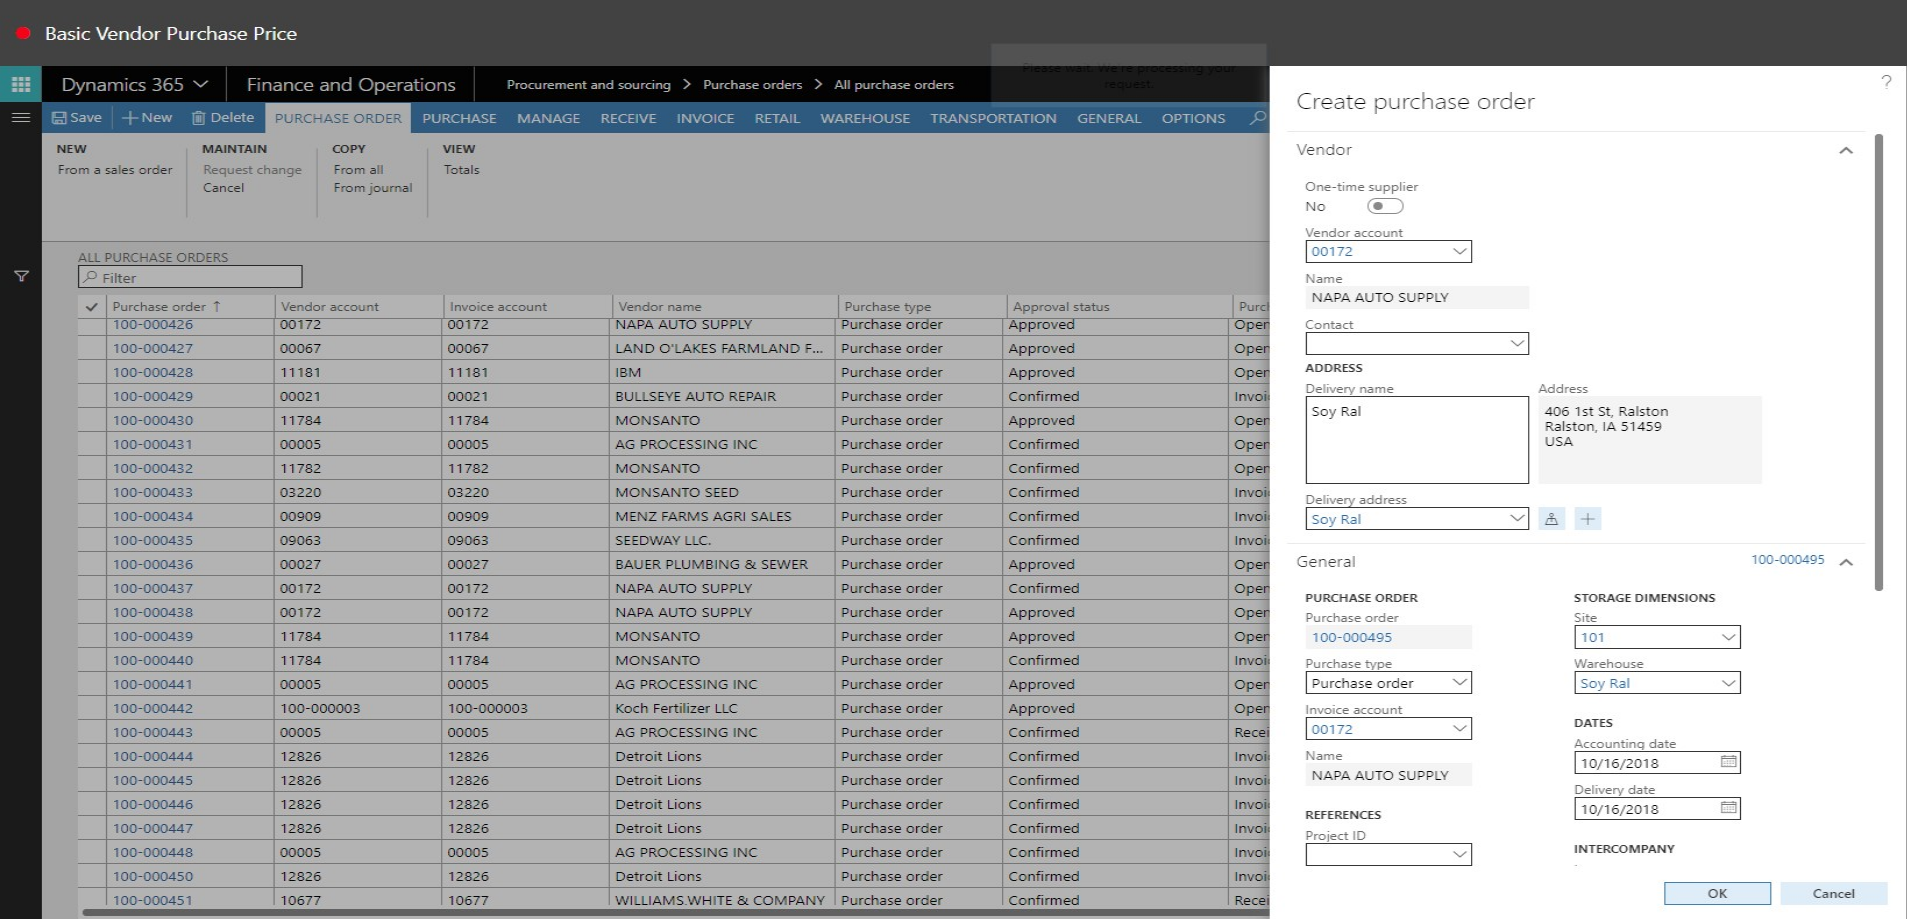 Basic Vendor Purchase Price
Dynamics 365 Finance and Operations Procurement and sourcing > Purchase orders > All purchase orders
Please wait. We're processing your
request.
Save New Delete PURCHASE ORDER PURCHASE MANAGE RECEIVE INVOICE RETAIL WAREHOUSE TRANSPORTATION GENERAL OPTIONS
NEW MAINTAIN COPY VIEW
From a sales order Request change From all Totals
Cancel From journal
ALL PURCHASE ORDERS
Filter
Purchase order ↑ Vendor account Invoice account Vendor name Purchase type Approval status Purch
100-000426 00172 00172 NAPA AUTO SUPPLY Purchase order Approved Open
100-000427 00067 00067 LAND O'LAKES FARMLAND F... Purchase order Approved Open
100-000428 11181 11181 IBM Purchase order Approved Open
100-000429 00021 00021 BULLSEYE AUTO REPAIR Purchase order Confirmed Invoi
100-000430 11784 11784 MONSANTO Purchase order Approved Open
100-000431 00005 00005 AG PROCESSING INC Purchase order Confirmed Open
100-000432 11782 11782 MONSANTO Purchase order Confirmed Open
100-000433 03220 03220 MONSANTO SEED Purchase order Confirmed Invoi
100-000434 00909 00909 MENZ FARMS AGRI SALES Purchase order Confirmed Invoi
100-000435 09063 09063 SEEDWAY LLC. Purchase order Confirmed Invoi
100-000436 00027 00027 BAUER PLUMBING & SEWER Purchase order Approved Open
100-000437 00172 00172 NAPA AUTO SUPPLY Purchase order Approved Open
100-000438 00172 00172 NAPA AUTO SUPPLY Purchase order Approved Open
100-000439 11784 11784 MONSANTO Purchase order Approved Open
100-000440 11784 11784 MONSANTO Purchase order Confirmed Invoi
100-000441 00005 00005 AG PROCESSING INC Purchase order Approved Open
100-000442 100-000003 100-000003 Koch Fertilizer LLC Purchase order Approved Open
100-000443 00005 00005 AG PROCESSING INC Purchase order Confirmed Recei
100-000444 12826 12826 Detroit Lions Purchase order Confirmed Invoi
100-000445 12826 12826 Detroit Lions Purchase order Confirmed Invoi
100-000446 12826 12826 Detroit Lions Purchase order Confirmed Invoi
100-000447 12826 12826 Detroit Lions Purchase order Confirmed Invoi
100-000448 00005 00005 AG PROCESSING INC Purchase order Confirmed Invoi
100-000450 12826 12826 Detroit Lions Purchase order Confirmed Invoi
100-000451 10677 10677 WILLIAMS,WHITE & COMPANY Purchase order Confirmed Recei
?
Create purchase order
Vendor
One-time supplier
No
Vendor account
00172
Name
NAPA AUTO SUPPLY
Contact
ADDRESS
Delivery name Address
Soy Ral 406 1st St, Ralston
Ralston, IA 51459
USA
Delivery address
Soy Ral
General 100-000495
PURCHASE ORDER STORAGE DIMENSIONS
Purchase order Site
100-000495 101
Purchase type Warehouse
Purchase order Soy Ral
Invoice account DATES
00172 Accounting date
10/16/2018
Name Delivery date
NAPA AUTO SUPPLY 10/16/2018
REFERENCES
Project ID INTERCOMPANY
OK Cancel